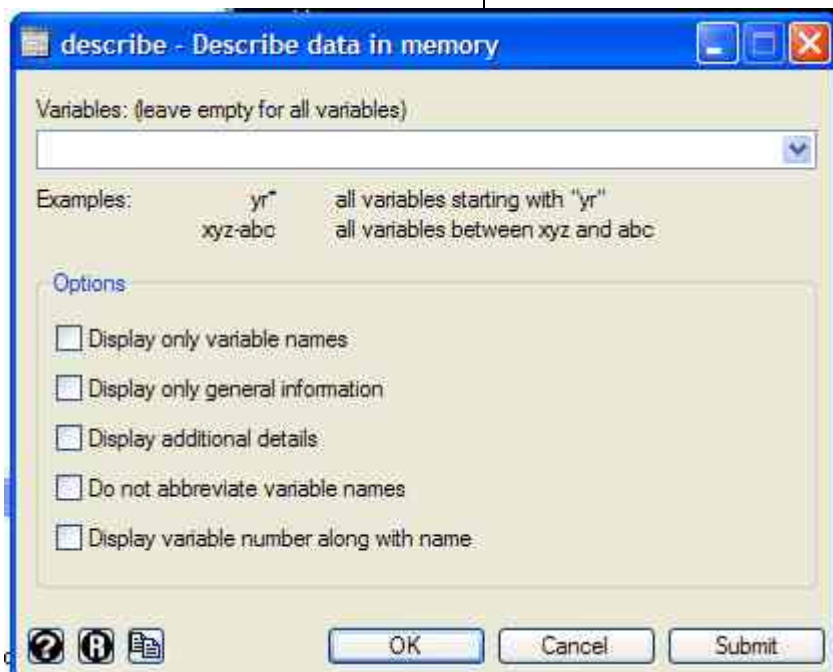 describe - Describe data in memory
Variables: (leave empty for all variables)
Examples: yr* all variables starting with "yr"
xyz-abc all variables between xyz and abc
Options
Display only variable names
Display only general information
Display additional details
Do not abbreviate variable names
Display variable number along with name
? R OK Cancel Submit